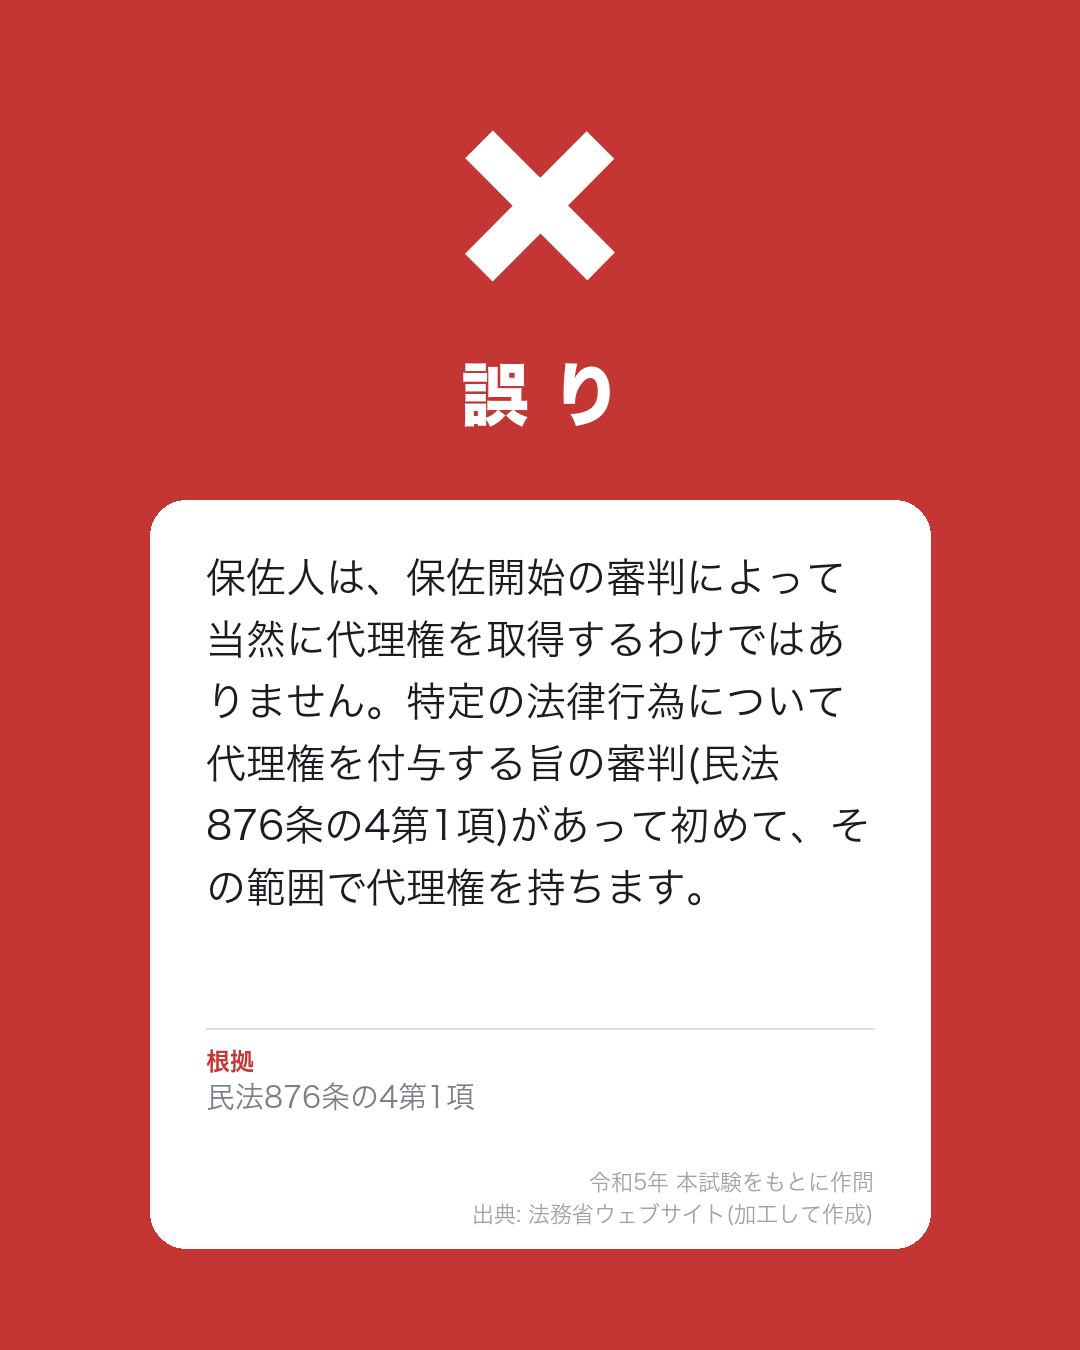 誤り
保佐人は、保佐開始の審判によって
当然に代理権を取得するわけではあ
りません。特定の法律行為について
代理権を付与する旨の審判(民法
876条の4第1項)があって初めて、そ
の範囲で代理権を持ちます。
根拠
民法876条の4第1項
令和5年 本試験をもとに作問
出典: 法務省ウェブサイト(加工して作成)